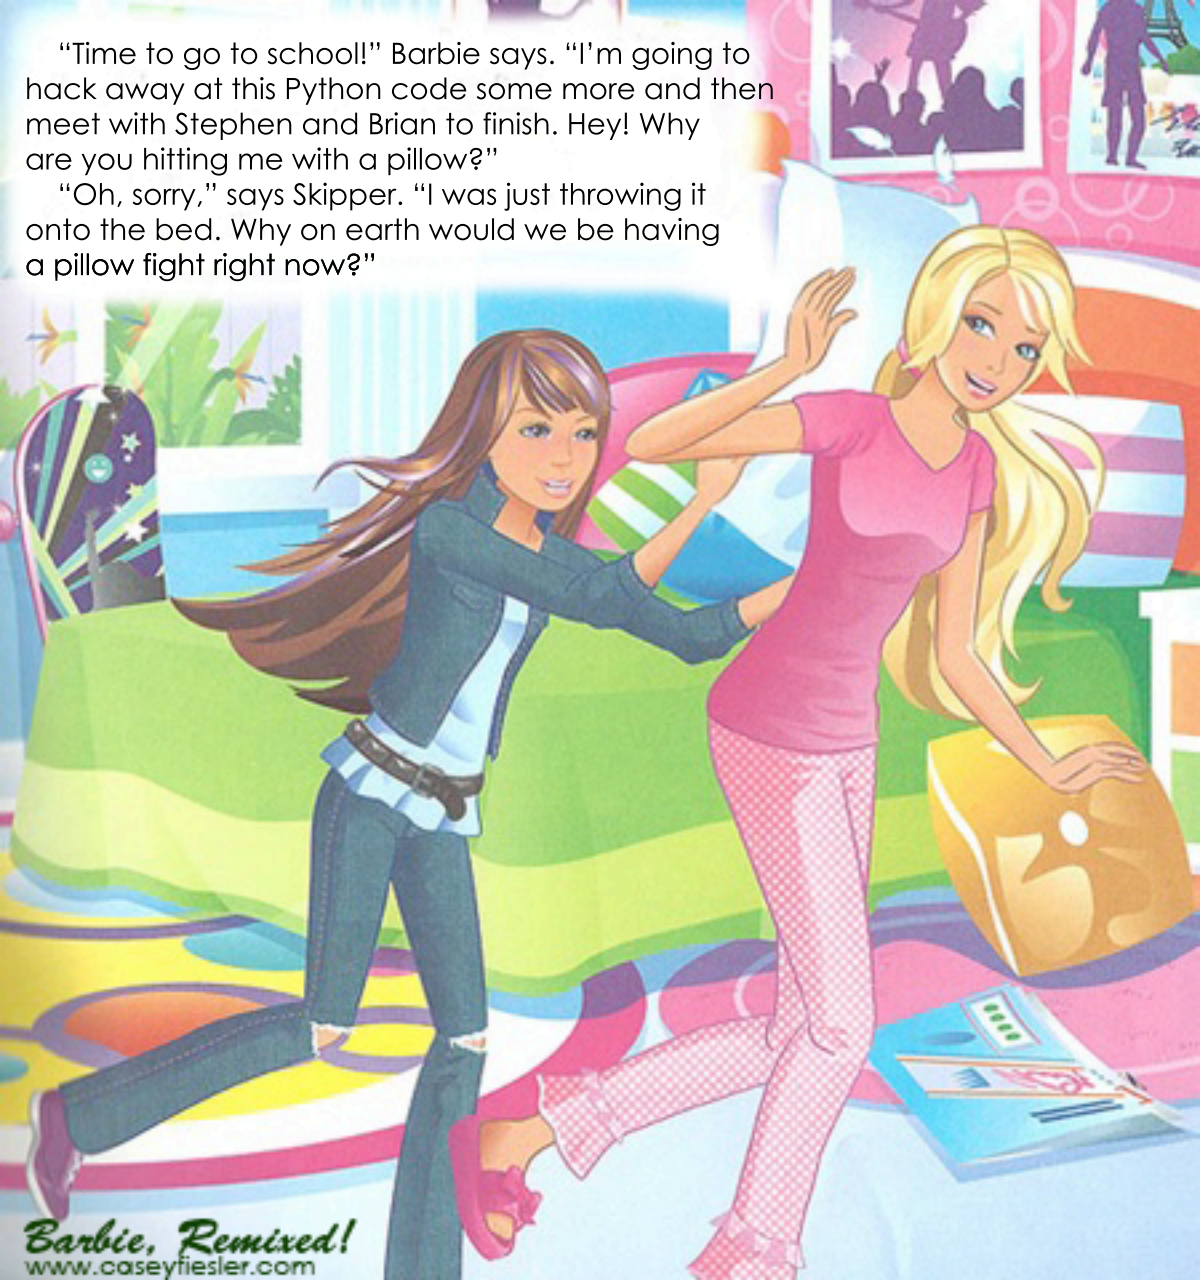 “Time to go to school!” Barbie says. “I’m going to
hack away at this Python code some more and then
meet with Stephen and Brian to finish. Hey! Why
are you hitting me with a pillow?”
“Oh, sorry,” says Skipper. “I was just throwing it
onto the bed. Why on earth would we be having
a pillow fight right now?”
Barbie, Remixed!
www.caseyfiesler.com